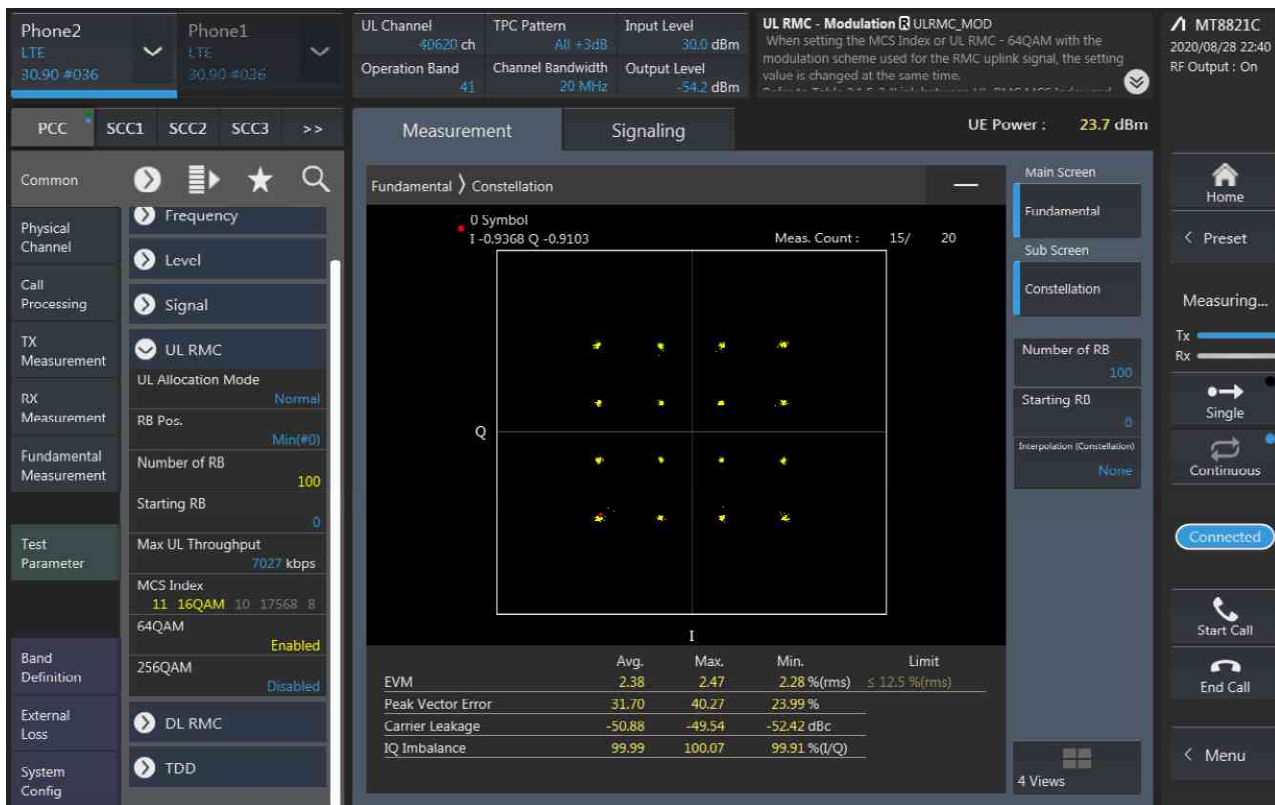 Phone2
LTE
30.90 #036
Phone1
LTE
30.90 #036
UL Channel
40620 ch
TPC Pattern
All +3dB
Input Level
30.0 dBm
Operation Band
41
Channel Bandwidth
20 MHz
Output Level
-54.2 dBm
UL RMC - Modulation R ULRMC_MOD
When setting the MCS Index or UL RMC -
64QAM with the
modulation scheme used for the RMC uplink signal, the setting
value is changed at the same time.
MT8821C
2020/08/28 22:40
RF Output : On
PCC SCC1 SCC2 SCC3 >>
Measurement
Signaling
UE Power : 23.7 dBm
Common
Physical
Channel
Call
Processing
TX
Measurement
RX
Measurement
Fundamental
Measurement
Test
Parameter
Band
Definition
External
Loss
System
Config
Frequency
Level
Signal
UL RMC
UL Allocation Mode
Normal
RB Pos.
Min(#0)
Number of RB
100
Starting RB
0
Max UL Throughput
7027 kbps
MCS Index
11 16QAM 10 17568 8
64QAM
Enabled
256QAM
Disabled
DL RMC
TDD
Fundamental ⟩ Constellation
0 Symbol
I -0.9368 Q -0.9103
Meas. Count : 15/ 20
Q
I
Avg. Max. Min. Limit
EVM 2.38 2.47 2.28 %(rms) ≤ 12.5 %(rms)
Peak Vector Error 31.70 40.27 23.99 %
Carrier Leakage -50.88 -49.54 -52.42 dBc
IQ Imbalance 99.99 100.07 99.91 %(I/Q)
Main Screen
Fundamental
Sub Screen
Constellation
Number of RB
100
Starting RB
0
Interpolation (Constellation)
None
4 Views
Home
< Preset
Measuring...
Tx
Rx
Single
Continuous
Connected
Start Call
End Call
< Menu